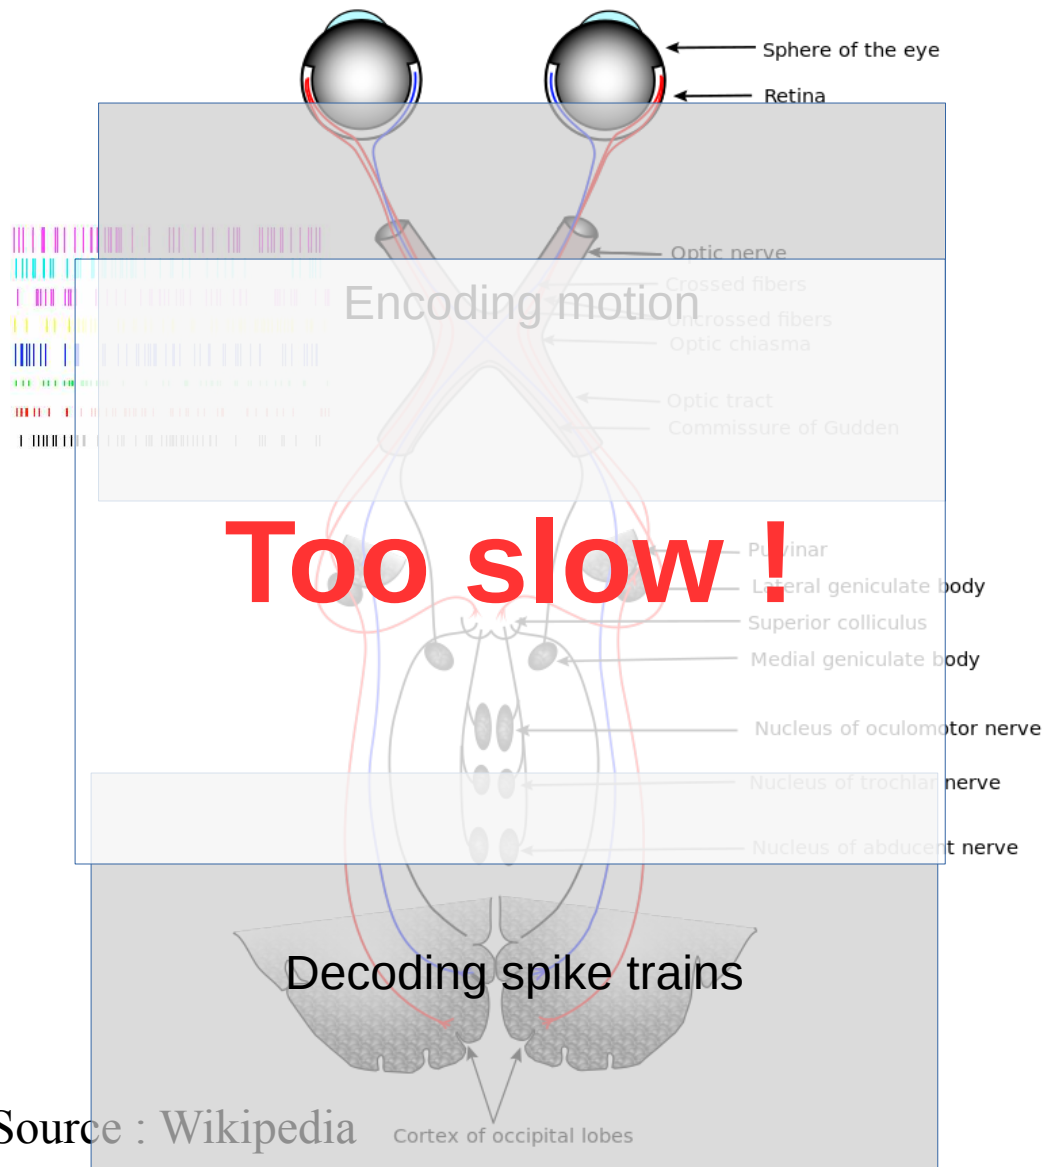 Sphere of the eye
Retina
Optic nerve
Crossed fibers
Encoding motion
Uncrossed fibers
Optic chiasma
Optic tract
Commissure of Gudden
Too slow !
Pulvinar
Lateral geniculate body
Superior colliculus
Medial geniculate body
Nucleus of oculomotor nerve
Nucleus of trochlar nerve
Nucleus of abducent nerve
Decoding spike trains
Source : Wikipedia
Cortex of occipital lobes